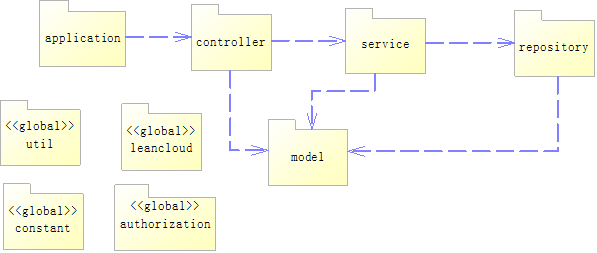 application
controller
service
repository
<<global>>
util
<<global>>
leancloud
model
<<global>>
constant
<<global>>
authorization